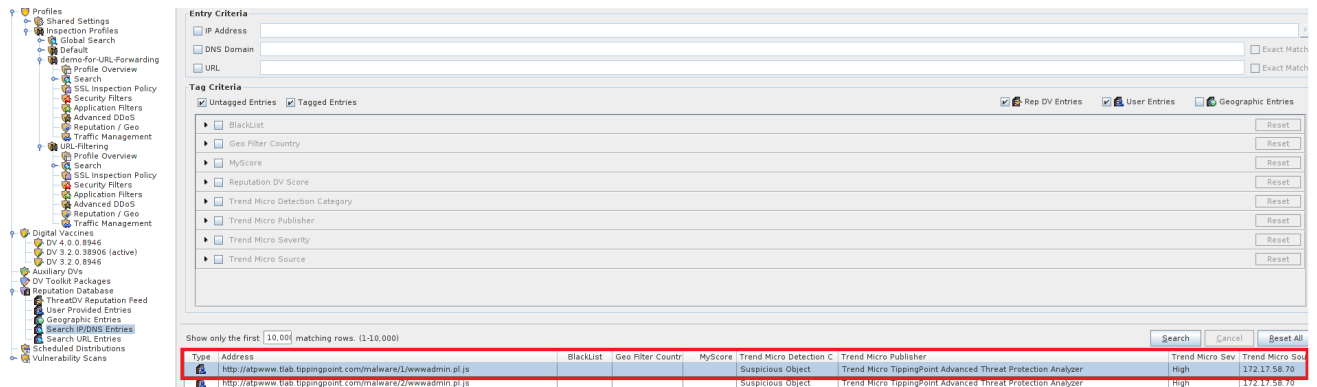 Profiles
Shared Settings
Inspection Profiles
Global Search
Default
demo-for-URL-Forwarding
Profile Overview
Search
SSL Inspection Policy
Security Filters
Application Filters
Advanced DDoS
Reputation / Geo
Traffic Management
URL-Filtering
Profile Overview
Search
SSL Inspection Policy
Security Filters
Application Filters
Advanced DDoS
Reputation / Geo
Traffic Management
Digital Vaccines
DV 4.0.0.8946
DV 3.2.0.38906 (active)
DV 3.2.0.8946
Auxiliary DVs
DV Toolkit Packages
Reputation Database
ThreatDV Reputation Feed
User Provided Entries
Geographic Entries
Search IP/DNS Entries
Search URL Entries
Scheduled Distributions
Vulnerability Scans
Entry Criteria
IP Address
DNS Domain Exact Match
URL Exact Match
Tag Criteria
Untagged Entries Tagged Entries Rep DV Entries User Entries Geographic Entries
BlackList Reset
Geo Filter Country Reset
MyScore Reset
Reputation DV Score Reset
Trend Micro Detection Category Reset
Trend Micro Publisher Reset
Trend Micro Severity Reset
Trend Micro Source Reset
Show only the first 10,00 matching rows. (1-10,000) Search Cancel Reset All
Type Address BlackList Geo Filter Countr MyScore Trend Micro Detection C Trend Micro Publisher Trend Micro Sev Trend Micro Sou
http://atpwww.tlab.tippingpoint.com/malware/1/wwwadmin.pl.js Suspicious Object Trend Micro TippingPoint Advanced Threat Protection Analyzer High 172.17.58.70
http://atpwww.tlab.tippingpoint.com/malware/2/wwwadmin.pl.js Suspicious Object Trend Micro TippingPoint Advanced Threat Protection Analyzer High 172.17.58.70